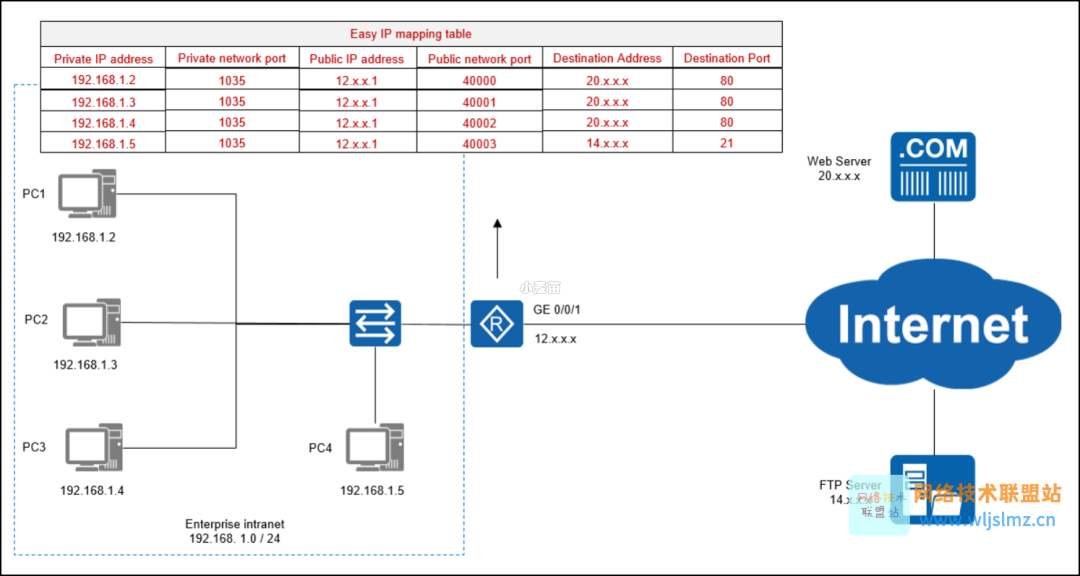 Easy IP mapping table
Private IP address Private network port Public IP address Public network port Destination Address Destination Port
192.168.1.2 1035 12.x.x.1 40000 20.x.x.x 80
192.168.1.3 1035 12.x.x.1 40001 20.x.x.x 80
192.168.1.4 1035 12.x.x.1 40002 20.x.x.x 80
192.168.1.5 1035 12.x.x.1 40003 14.x.x.x 21
PC1
192.168.1.2
Web Server
20.x.x.x
.COM
PC2
192.168.1.3
R
GE 0/0/1
12.x.x.x
Internet
PC3
192.168.1.4
PC4
192.168.1.5
FTP Server
14.x.x.x
网络技术
联盟站
网络技术联盟站
www.wljslmz.cn
Enterprise intranet
192.168. 1.0 / 24